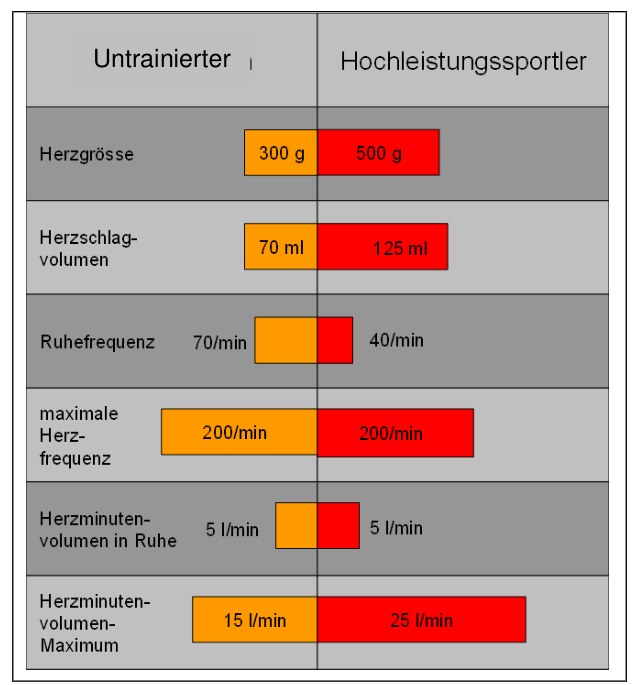 Untrainierter
Hochleistungssportler
Herzgrösse
300 g
500 g
Herzschlag-
volumen
70 ml
125 ml
Ruhefrequenz
70/min
40/min
maximale
Herz-
frequenz
200/min
200/min
Herzminuten-
volumen in Ruhe
5 l/min
5 l/min
Herzminuten-
volumen-
Maximum
15 l/min
25 l/min